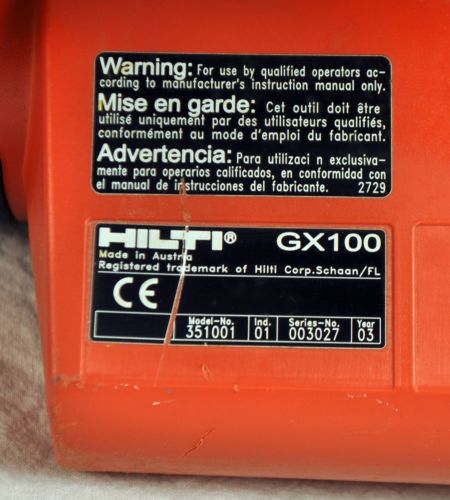 Warning: For use by qualified operators ac-
cording to manufacturer's instruction manual only.
Mise en garde: Cet outil doit être
utilisé uniquement par des utilisateurs qualifiés,
conformément au mode d'emploi du fabricant.
Advertencia: Para utilizaci n exclusiva-
mente para operarios calificados, en conformidad con
el manual de instrucciones del fabricante. 2729
HILTI® GX100
Made in Austria
Registered trademark of Hilti Corp.Schaan/FL
CE
Model-No. Ind. Series-No. Year
351001 01 003027 03